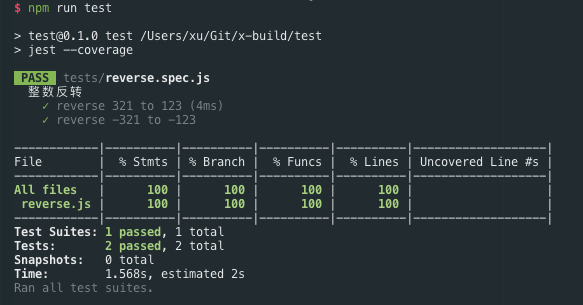 $ npm run test
> test@0.1.0 test /Users/xu/Git/x-build/test
> jest --coverage
PASS tests/reverse.spec.js
整数反转
✓ reverse 321 to 123 (4ms)
✓ reverse -321 to -123
------------|----------|----------|----------|----------|-------------------|
File        |  % Stmts | % Branch |  % Funcs |  % Lines | Uncovered Line #s |
------------|----------|----------|----------|----------|-------------------|
All files   |      100 |      100 |      100 |      100 |                   |
 reverse.js |      100 |      100 |      100 |      100 |                   |
------------|----------|----------|----------|----------|-------------------|
Test Suites: 1 passed, 1 total
Tests:       2 passed, 2 total
Snapshots:   0 total
Time:        1.568s, estimated 2s
Ran all test suites.